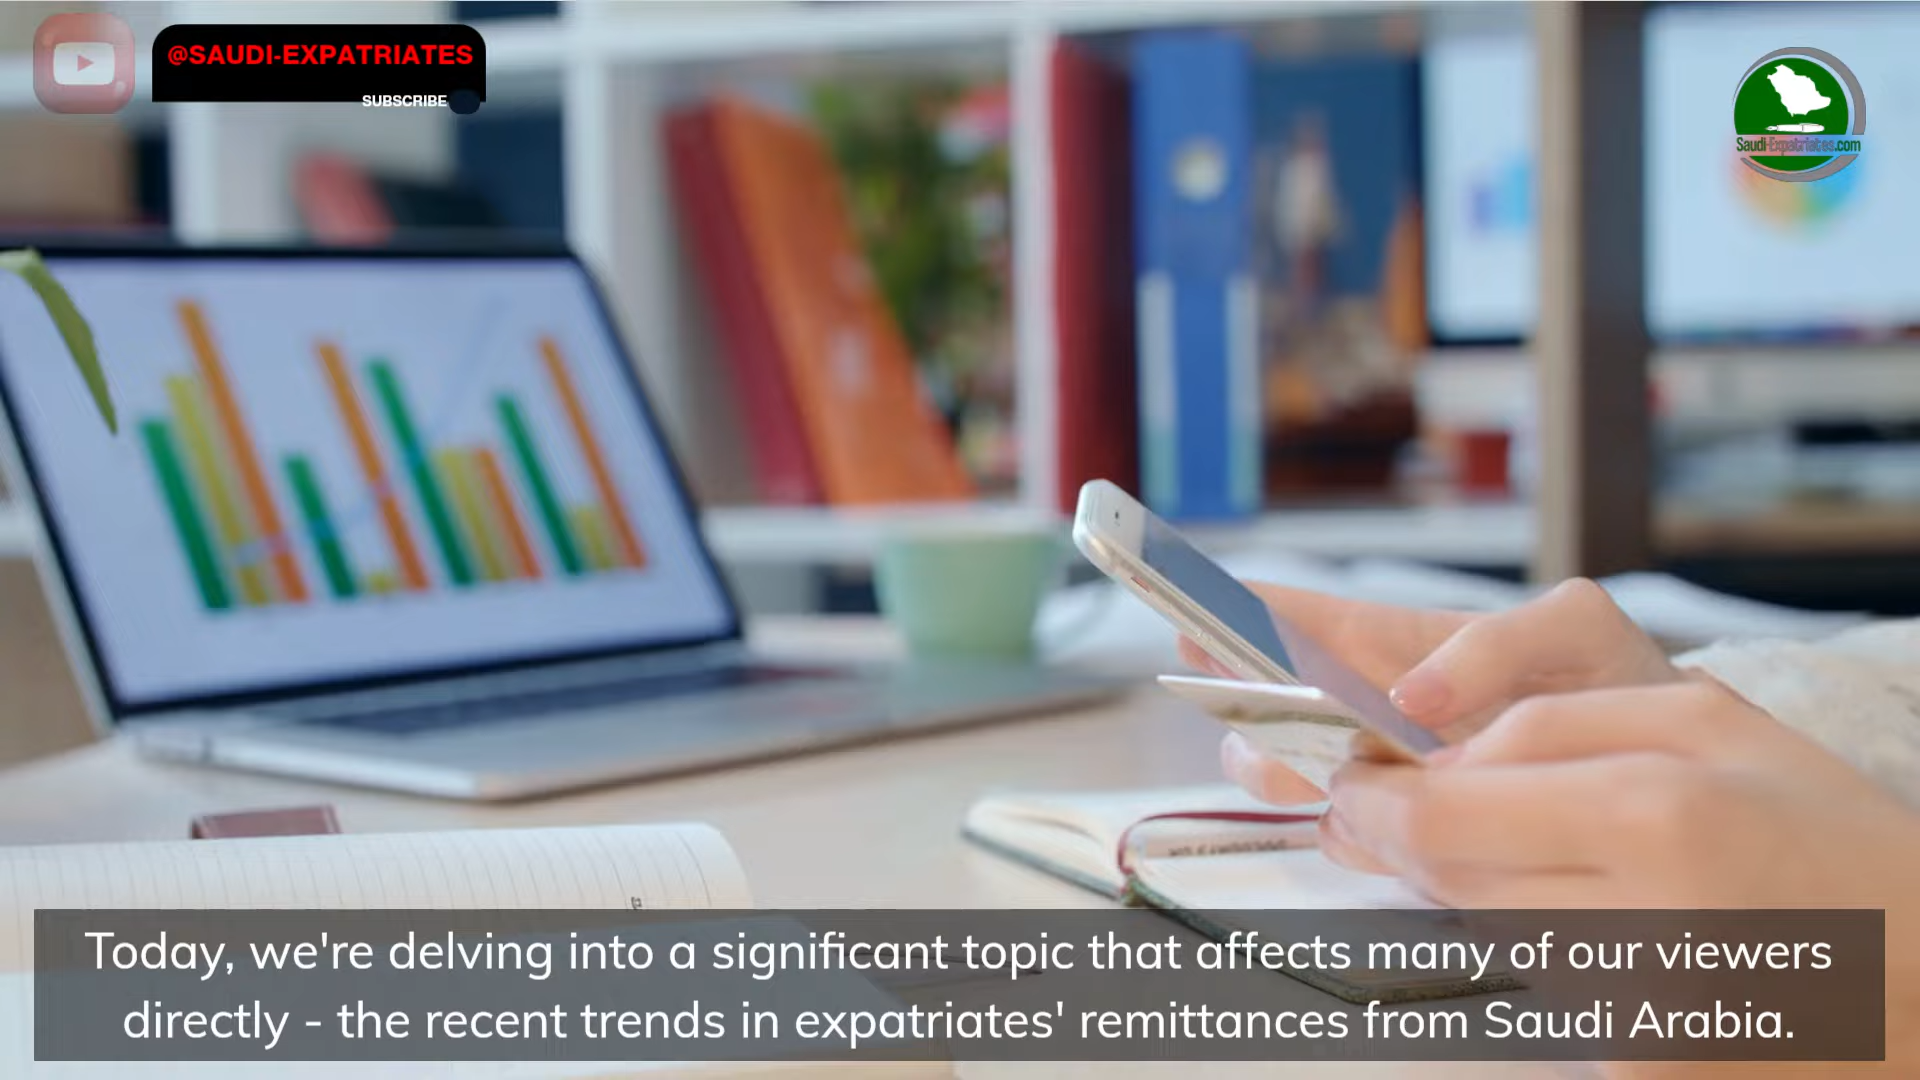 @SAUDI-EXPATRIATES
SUBSCRIBE
Saudi-Expatriates.com
Today, we're delving into a significant topic that affects many of our viewers
directly - the recent trends in expatriates' remittances from Saudi Arabia.